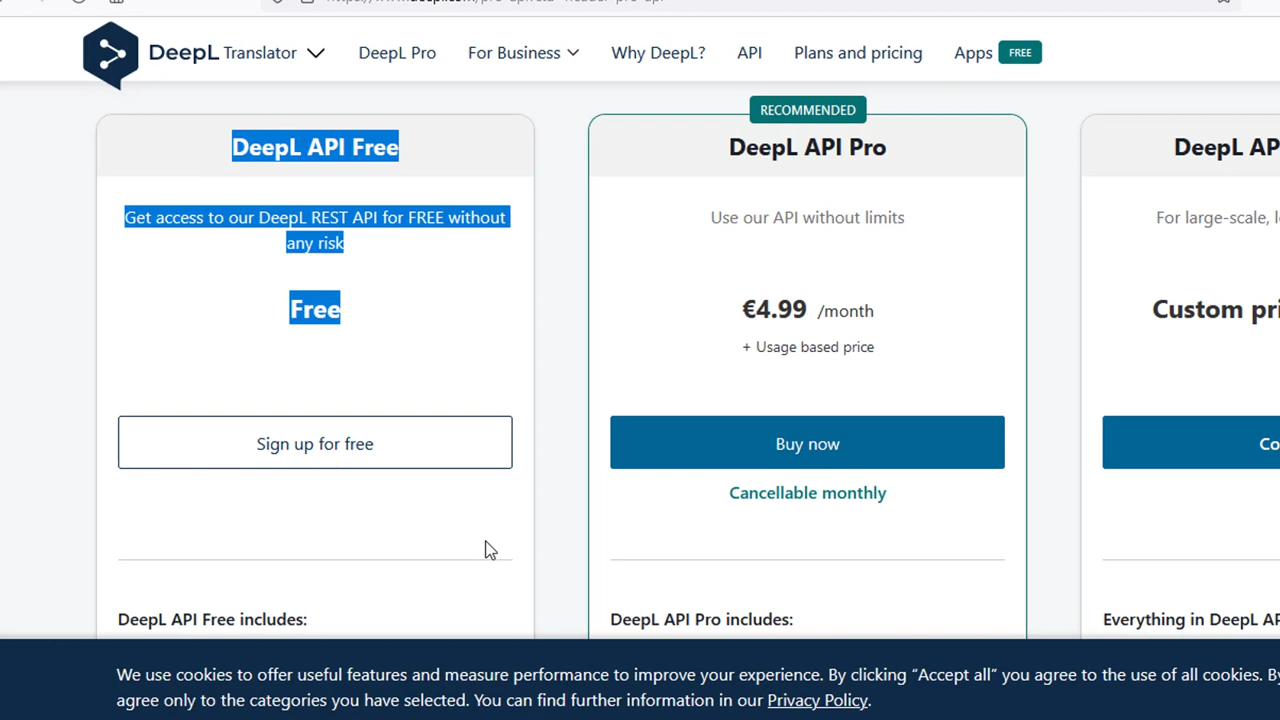 DeepL Translator DeepL Pro For Business Why DeepL? API Plans and pricing Apps FREE
RECOMMENDED
DeepL API Free
Get access to our DeepL REST API for FREE without
any risk
Free
Sign up for free
DeepL API Free includes:
DeepL API Pro
Use our API without limits
€4.99 /month
+ Usage based price
Buy now
Cancellable monthly
DeepL API Pro includes:
DeepL AP
For large-scale, l
Custom pri
Co
Everything in DeepL AP
We use cookies to offer useful features and measure performance to improve your experience. By clicking “Accept all” you agree to the use of all cookies. By
agree only to the categories you have selected. You can find further information in our Privacy Policy.